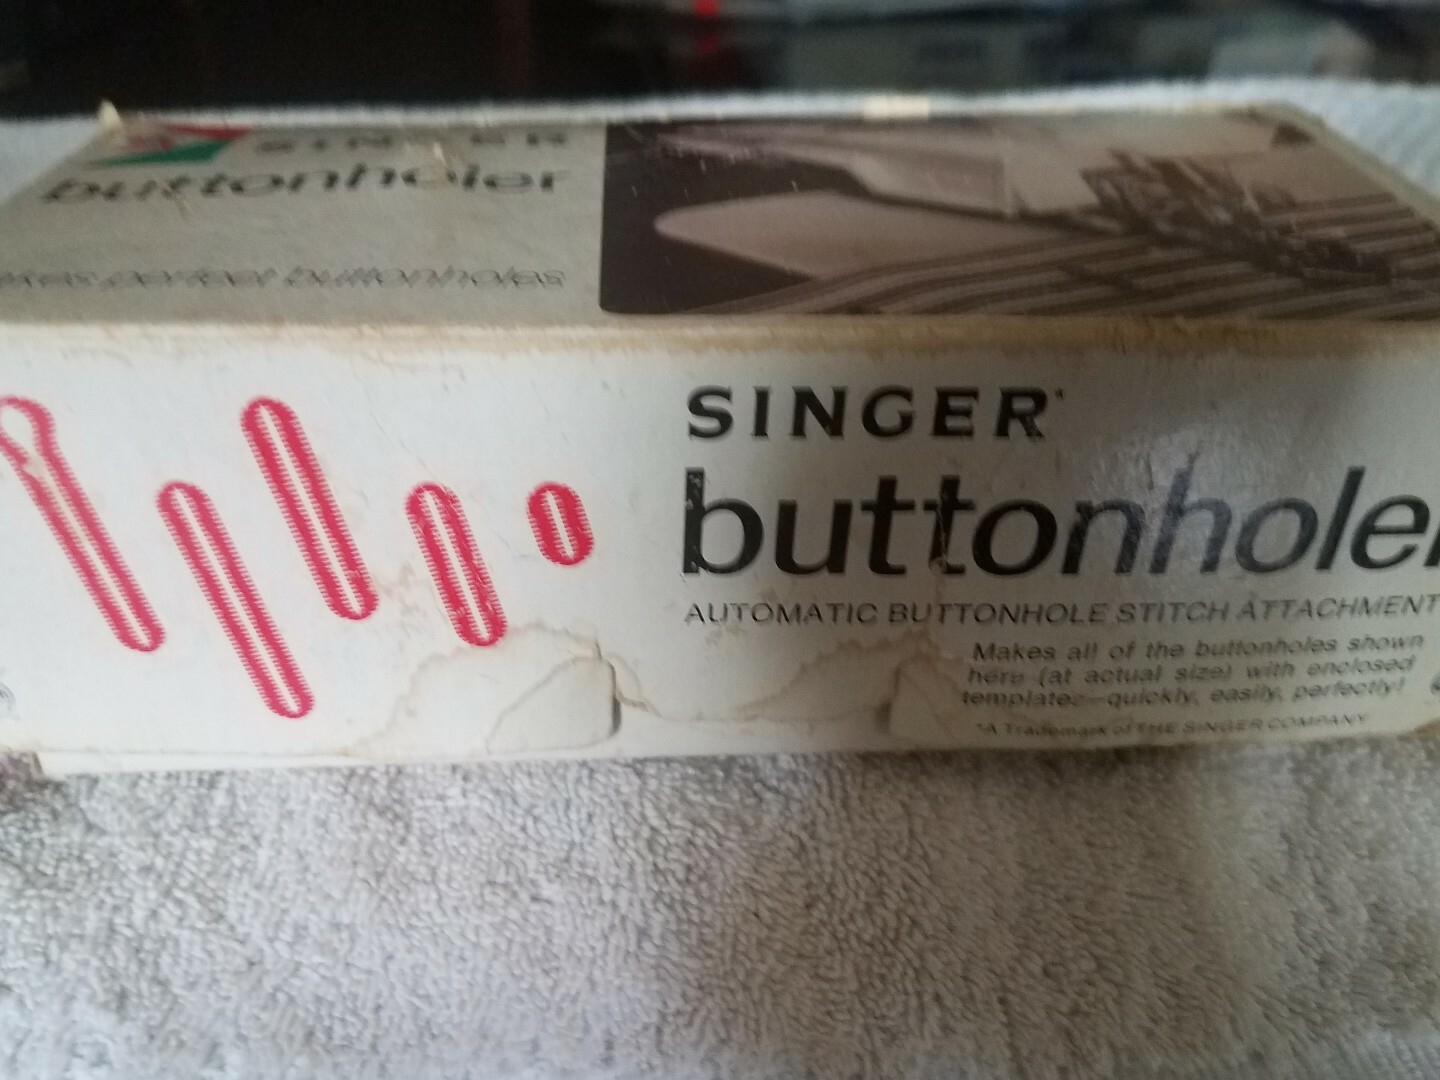 SINGER
buttonholer
makes perfect buttonholes
SINGER*
buttonholer
AUTOMATIC BUTTONHOLE STITCH ATTACHMENT
Makes all of the buttonholes shown
here (at actual size) with enclosed
templates—quickly, easily, perfectly!
*A Trademark of THE SINGER COMPANY